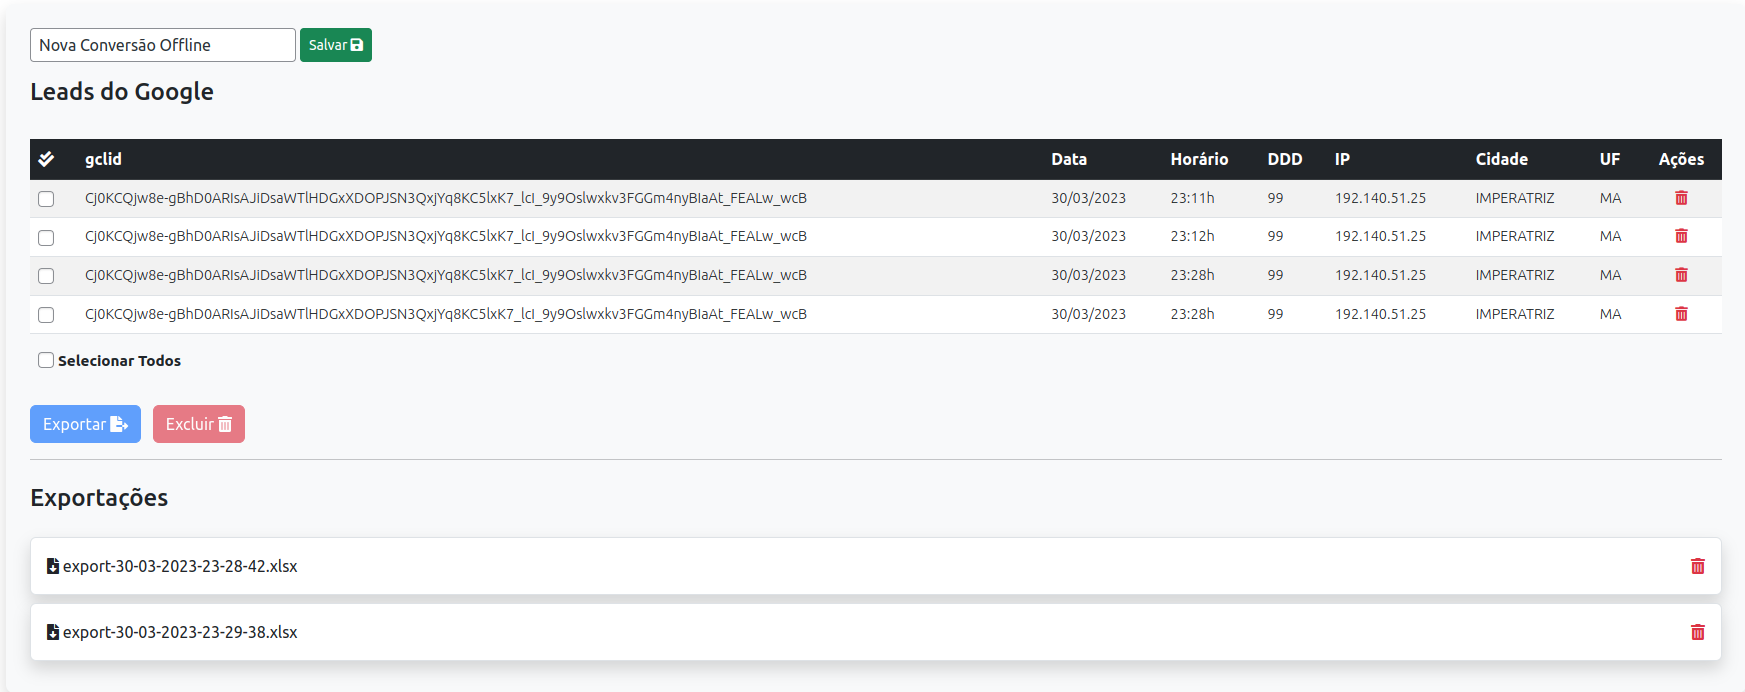 Nova Conversão Offline Salvar
Leads do Google
gclid Data Horário DDD IP Cidade UF Ações
Cj0KCQjw8e-gBhD0ARIsAJiDsaWTlHDGxXDOPJSN3QxjYq8KC5lxK7_lcI_9y9Oslwxkv3FGGm4nyBIaAt_FEALw_wcB 30/03/2023 23:11h 99 192.140.51.25 IMPERATRIZ MA
Cj0KCQjw8e-gBhD0ARIsAJiDsaWTlHDGxXDOPJSN3QxjYq8KC5lxK7_lcI_9y9Oslwxkv3FGGm4nyBIaAt_FEALw_wcB 30/03/2023 23:12h 99 192.140.51.25 IMPERATRIZ MA
Cj0KCQjw8e-gBhD0ARIsAJiDsaWTlHDGxXDOPJSN3QxjYq8KC5lxK7_lcI_9y9Oslwxkv3FGGm4nyBIaAt_FEALw_wcB 30/03/2023 23:28h 99 192.140.51.25 IMPERATRIZ MA
Cj0KCQjw8e-gBhD0ARIsAJiDsaWTlHDGxXDOPJSN3QxjYq8KC5lxK7_lcI_9y9Oslwxkv3FGGm4nyBIaAt_FEALw_wcB 30/03/2023 23:28h 99 192.140.51.25 IMPERATRIZ MA
Selecionar Todos
Exportar Excluir
Exportações
export-30-03-2023-23-28-42.xlsx
export-30-03-2023-23-29-38.xlsx